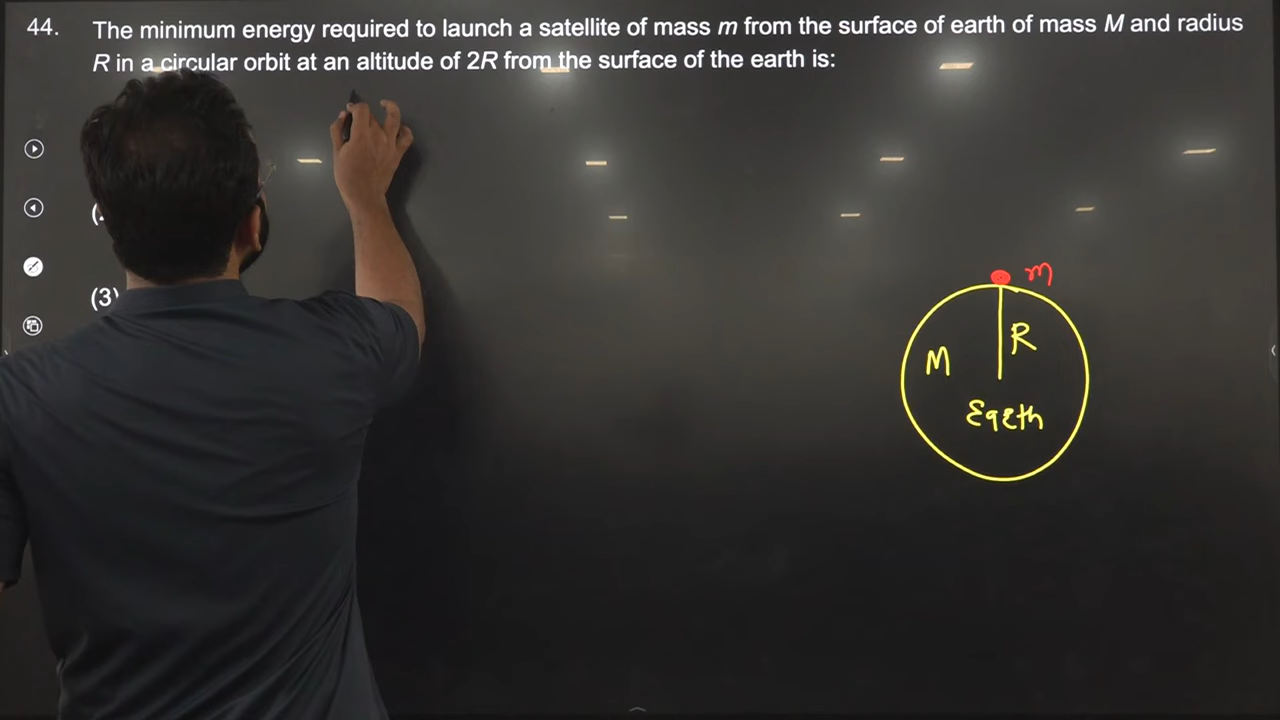 44. The minimum energy required to launch a satellite of mass m from the surface of earth of mass M and radius
R in a circular orbit at an altitude of 2R from the surface of the earth is:
(3)
m
R
M
Earth